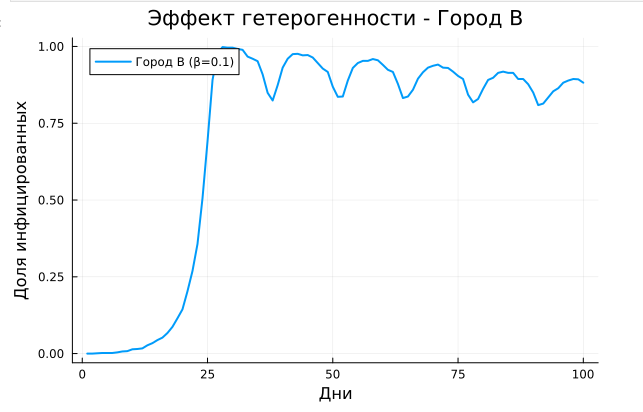 Эффект гетерогенности - Город B
Доля инфицированных
1.00
0.75
0.50
0.25
0.00
Город B (β=0.1)
0 25 50 75 100
Дни